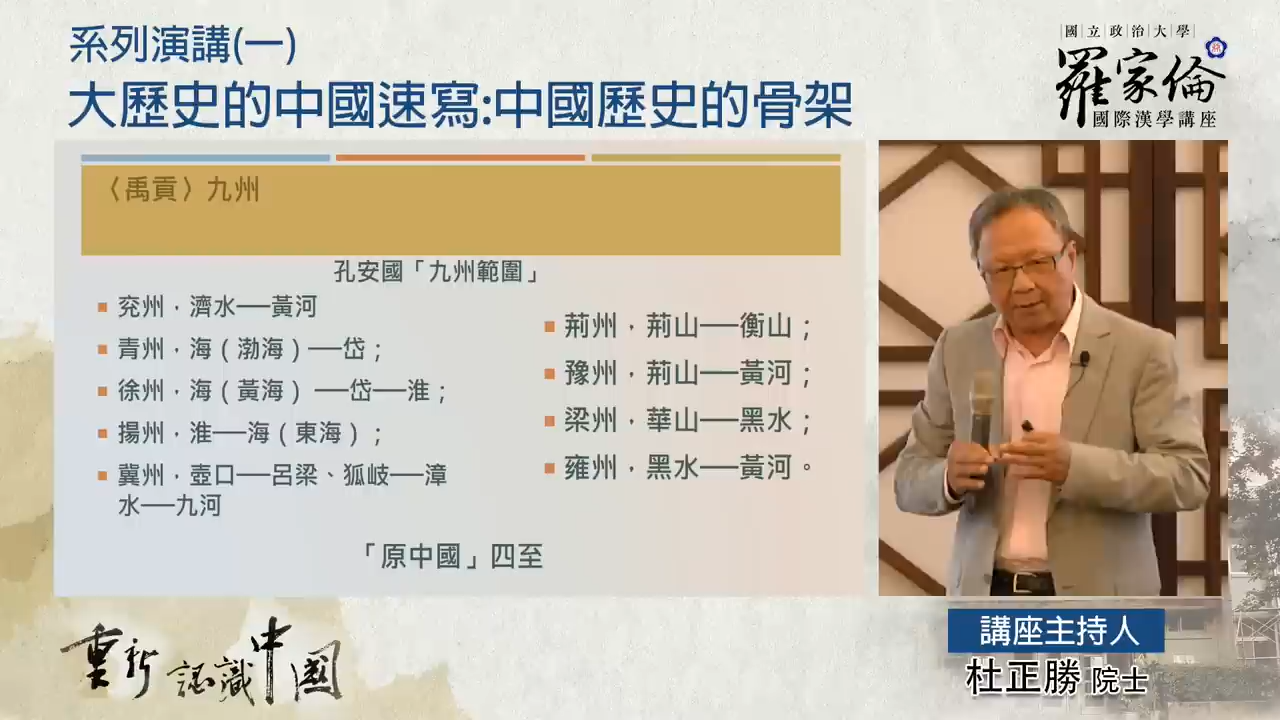 系列演講(一)
大歷史的中國速寫:中國歷史的骨架
國立政治大學
羅家倫
國際漢學講座
〈禹貢〉九州
孔安國「九州範圍」
兗州，濟水──黃河
青州，海（渤海）──岱；
徐州，海（黃海） ──岱──淮；
揚州，淮──海（東海）；
冀州，壺口──呂梁、狐岐──漳
水──九河
荊州，荊山──衡山；
豫州，荊山──黃河；
梁州，華山──黑水；
雍州，黑水──黃河。
「原中國」四至
重新認識中國
講座主持人
杜正勝 院士